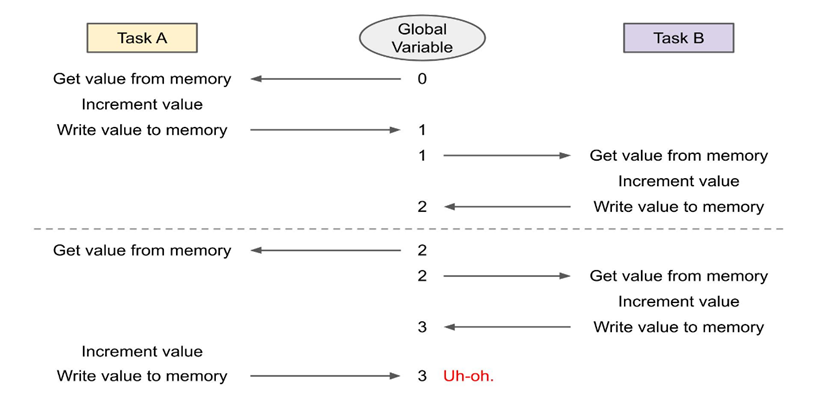 Task A
Global
Variable
Task B
Get value from memory
0
Increment value
Write value to memory
1
1
Get value from memory
Increment value
2
Write value to memory
Get value from memory
2
2
Get value from memory
Increment value
3
Write value to memory
Increment value
Write value to memory
3
Uh-oh.